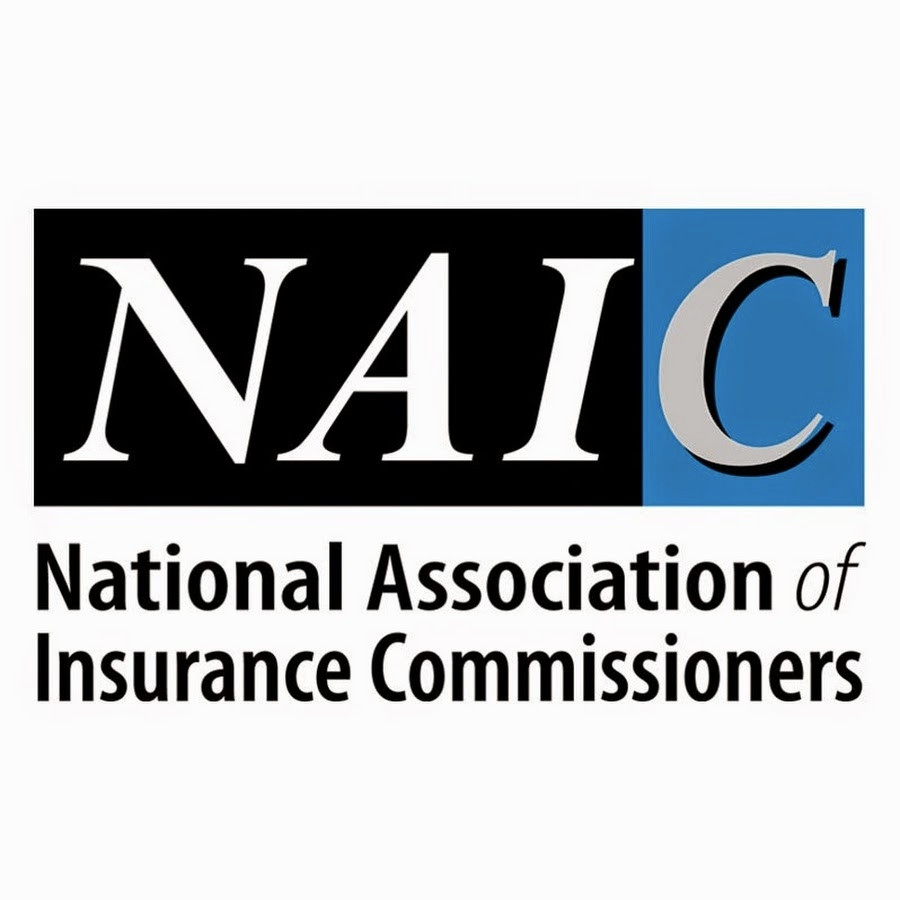 NAIC
National Association of
Insurance Commissioners